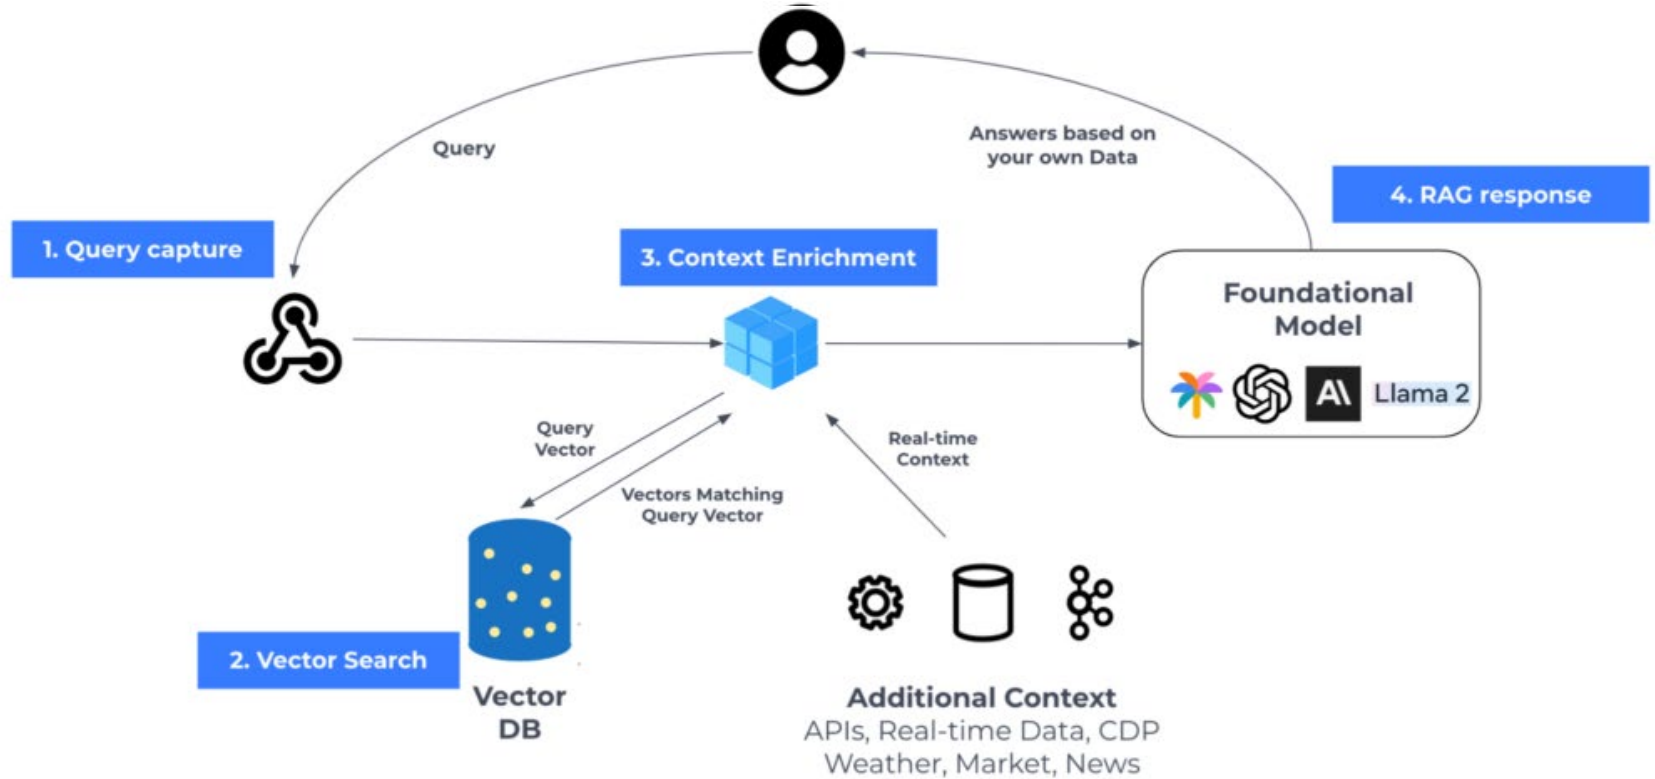 Query
Answers based on
your own Data
4. RAG response
1. Query capture
3. Context Enrichment
Foundational
Model
A\
Llama 2
Query
Vector
Real-time
Context
Vectors Matching
Query Vector
2. Vector Search
Vector
DB
Additional Context
APIs, Real-time Data, CDP
Weather, Market, News